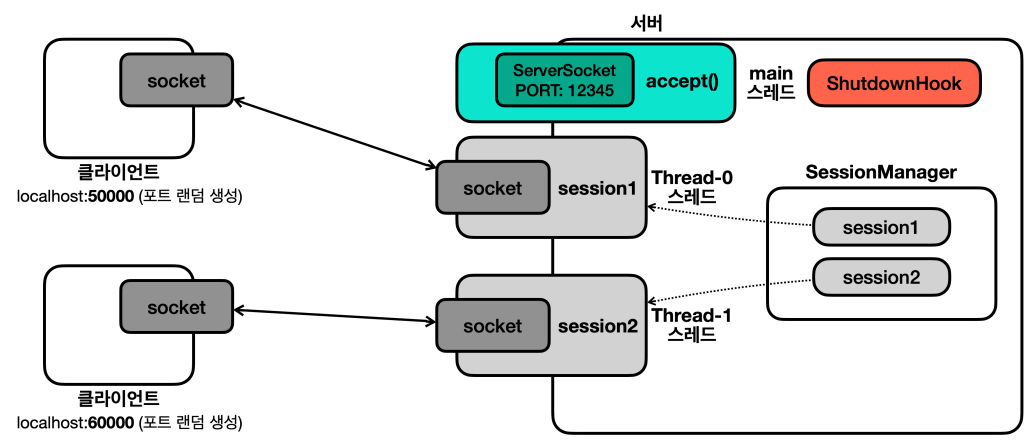 서버
socket
클라이언트
localhost:50000 (포트 랜덤 생성)
ServerSocket
PORT: 12345
accept()
main
스레드
ShutdownHook
socket
session1
Thread-0
스레드
SessionManager
session1
session2
socket
클라이언트
localhost:60000 (포트 랜덤 생성)
socket
session2
Thread-1
스레드